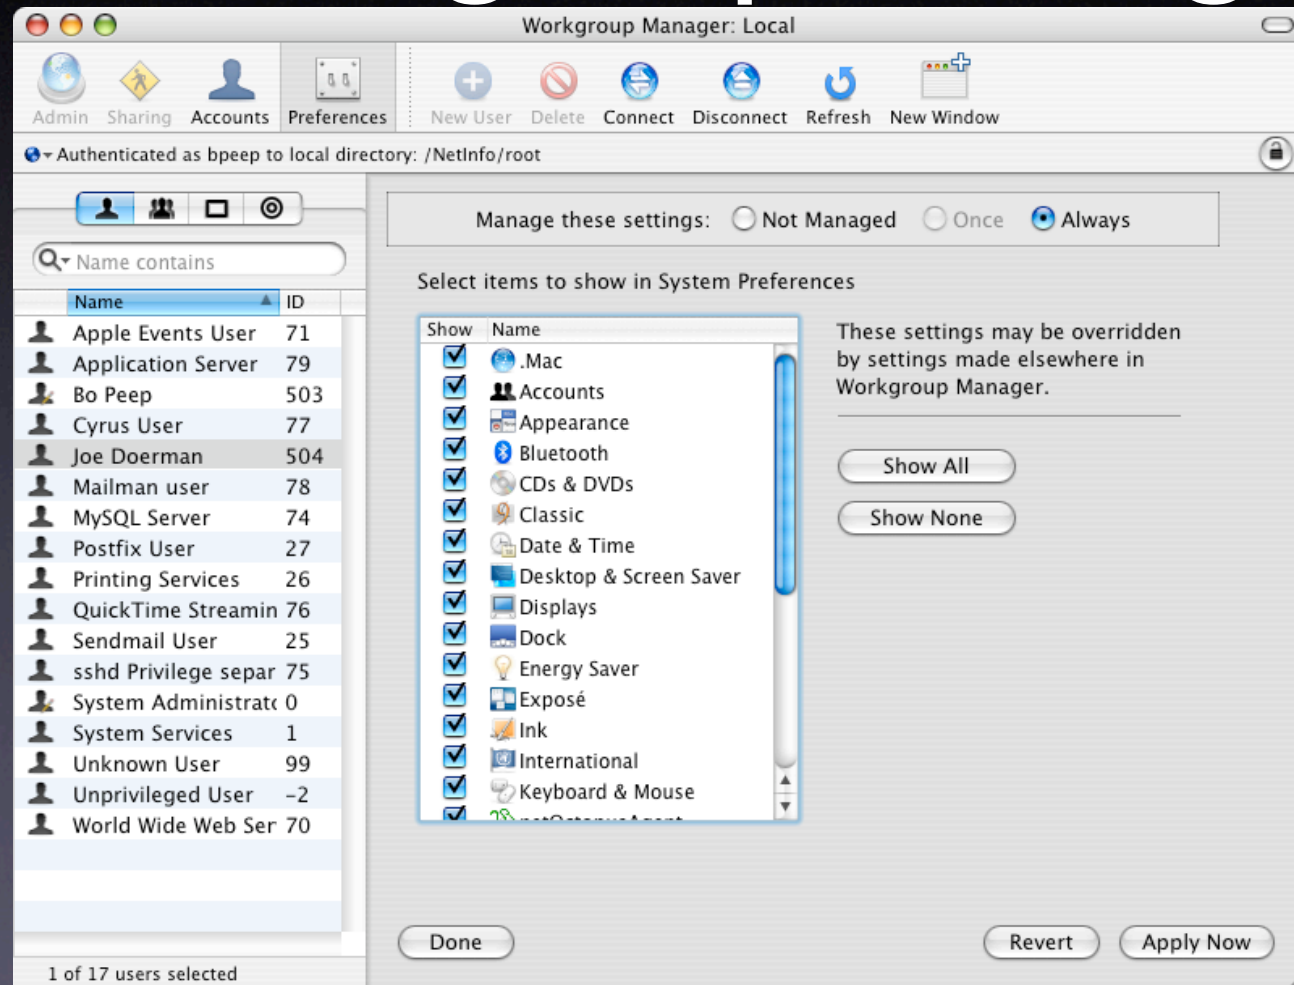 Workgroup Manager: Local
Admin Sharing Accounts Preferences New User Delete Connect Disconnect Refresh New Window
Authenticated as bpeep to local directory: /NetInfo/root
Manage these settings: Not Managed Once Always
Name contains
Name ID
Apple Events User 71
Application Server 79
Bo Peep 503
Cyrus User 77
Joe Doerman 504
Mailman user 78
MySQL Server 74
Postfix User 27
Printing Services 26
QuickTime Streamin 76
Sendmail User 25
sshd Privilege separ 75
System Administrat 0
System Services 1
Unknown User 99
Unprivileged User -2
World Wide Web Ser 70
1 of 17 users selected
Select items to show in System Preferences
Show Name
.Mac
Accounts
Appearance
Bluetooth
CDs & DVDs
Classic
Date & Time
Desktop & Screen Saver
Displays
Dock
Energy Saver
Exposé
Ink
International
Keyboard & Mouse
These settings may be overridden
by settings made elsewhere in
Workgroup Manager.
Show All
Show None
Done Revert Apply Now